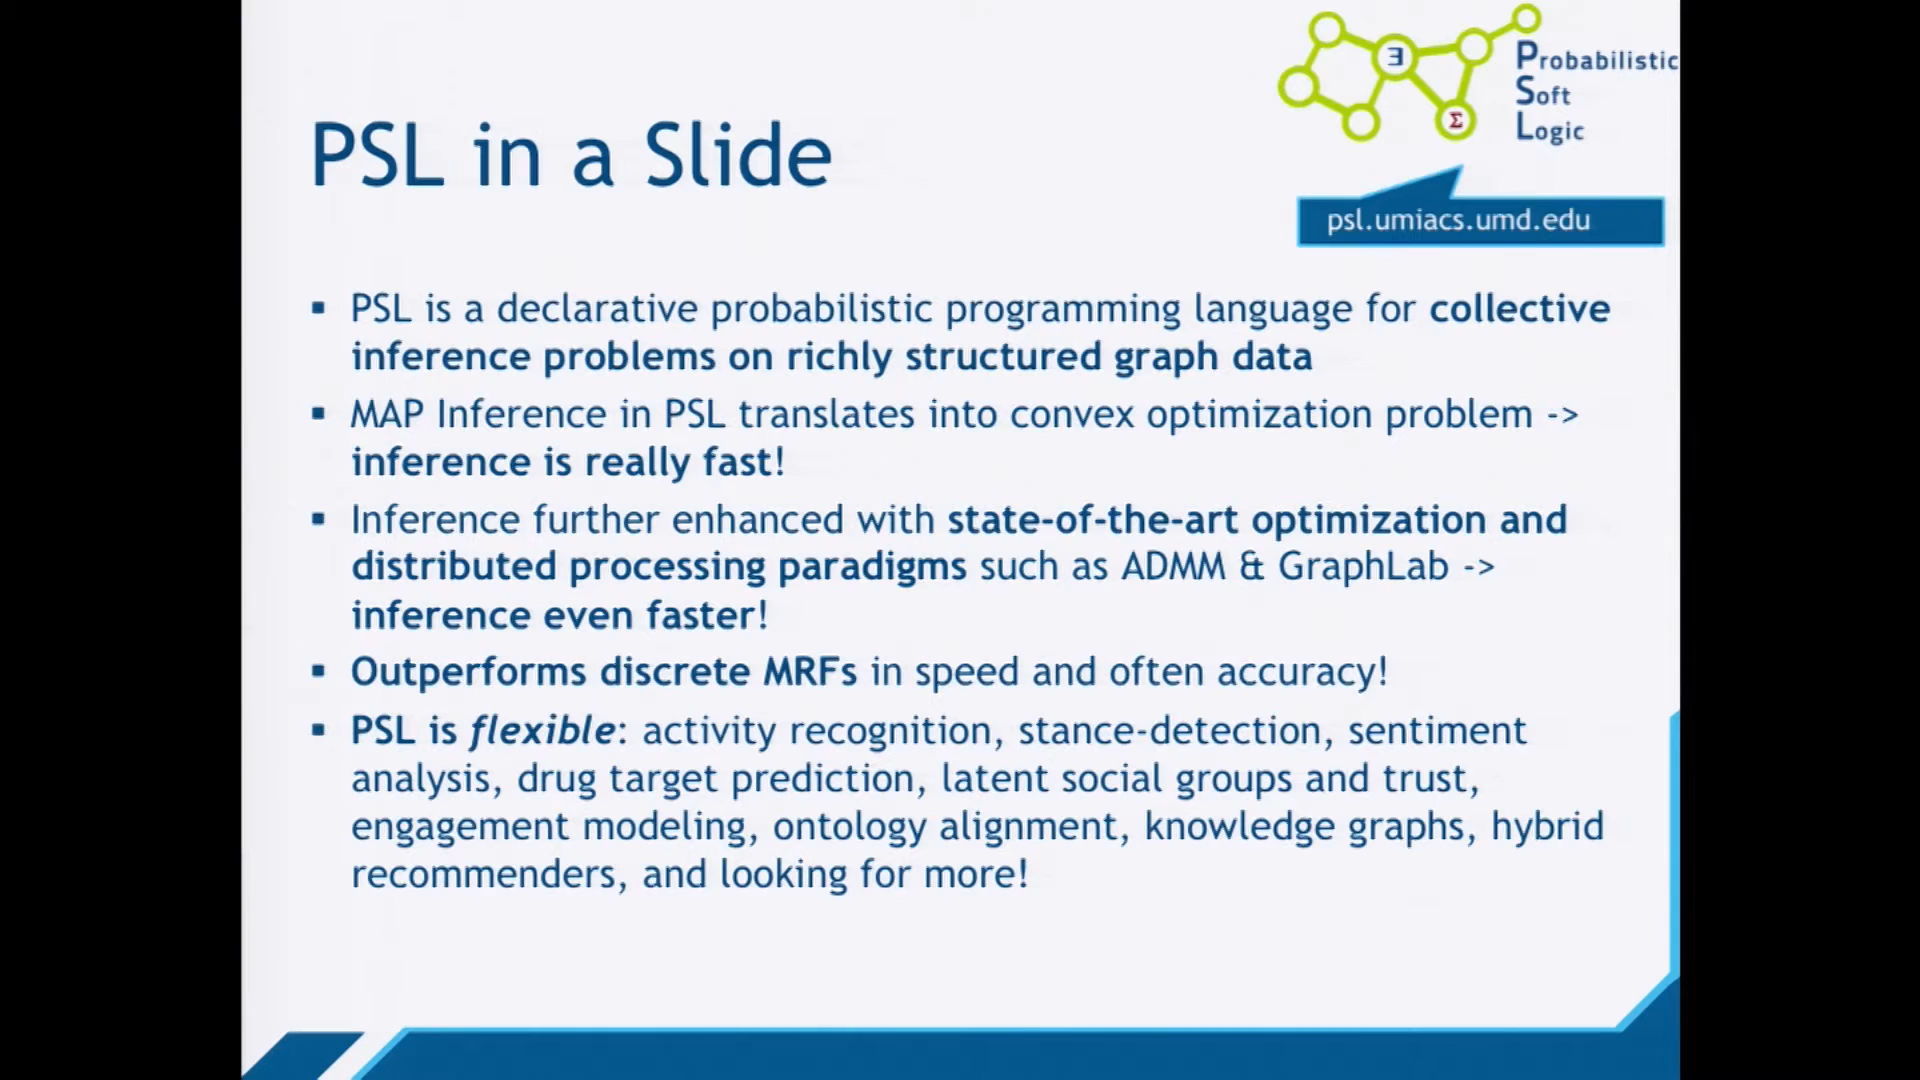 Probabilistic
Soft
Logic
Ǝ
Σ
PSL in a Slide
psl.umiacs.umd.edu
▪ PSL is a declarative probabilistic programming language for collective
inference problems on richly structured graph data
▪ MAP Inference in PSL translates into convex optimization problem ->
inference is really fast!
▪ Inference further enhanced with state-of-the-art optimization and
distributed processing paradigms such as ADMM & GraphLab ->
inference even faster!
▪ Outperforms discrete MRFs in speed and often accuracy!
▪ PSL is flexible: activity recognition, stance-detection, sentiment
analysis, drug target prediction, latent social groups and trust,
engagement modeling, ontology alignment, knowledge graphs, hybrid
recommenders, and looking for more!